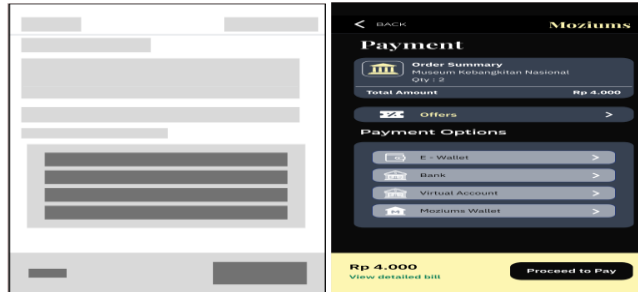 BACK
Moziums
Payment
Order Summary
Museum Kebangkitan Nasional
Qty : 2
Total Amount Rp 4.000
Offers >
Payment Options
E - Wallet >
Bank >
Virtual Account >
Moziums Wallet >
Rp 4.000
View detailed bill
Proceed to Pay